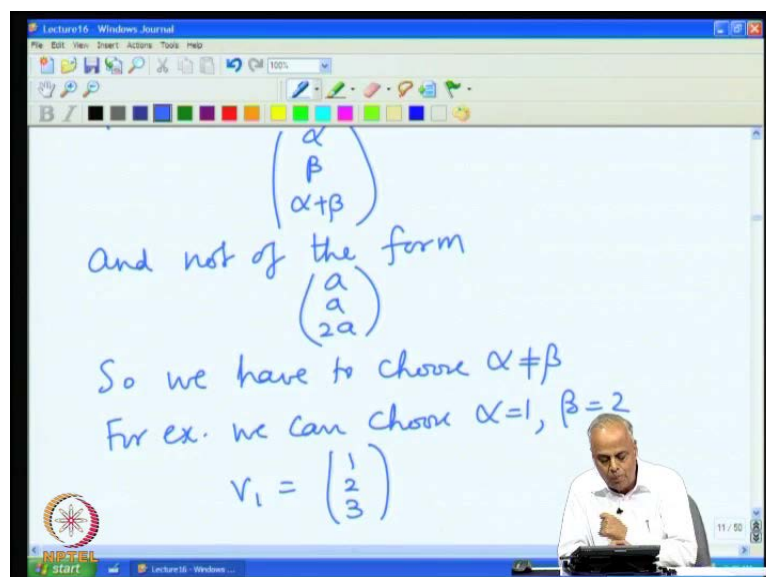 Lecture16 - Windows Journal
File Edit View Insert Actions Tools Help
100%
B I
α
β
α+β
And not of the form
a
a
2a
So we have to choose α≠β
For ex. we can choose α=1, β=2
V₁ = 
1
2
3
11 / 50
NPTEL
start
Lecture16 - Windows ...